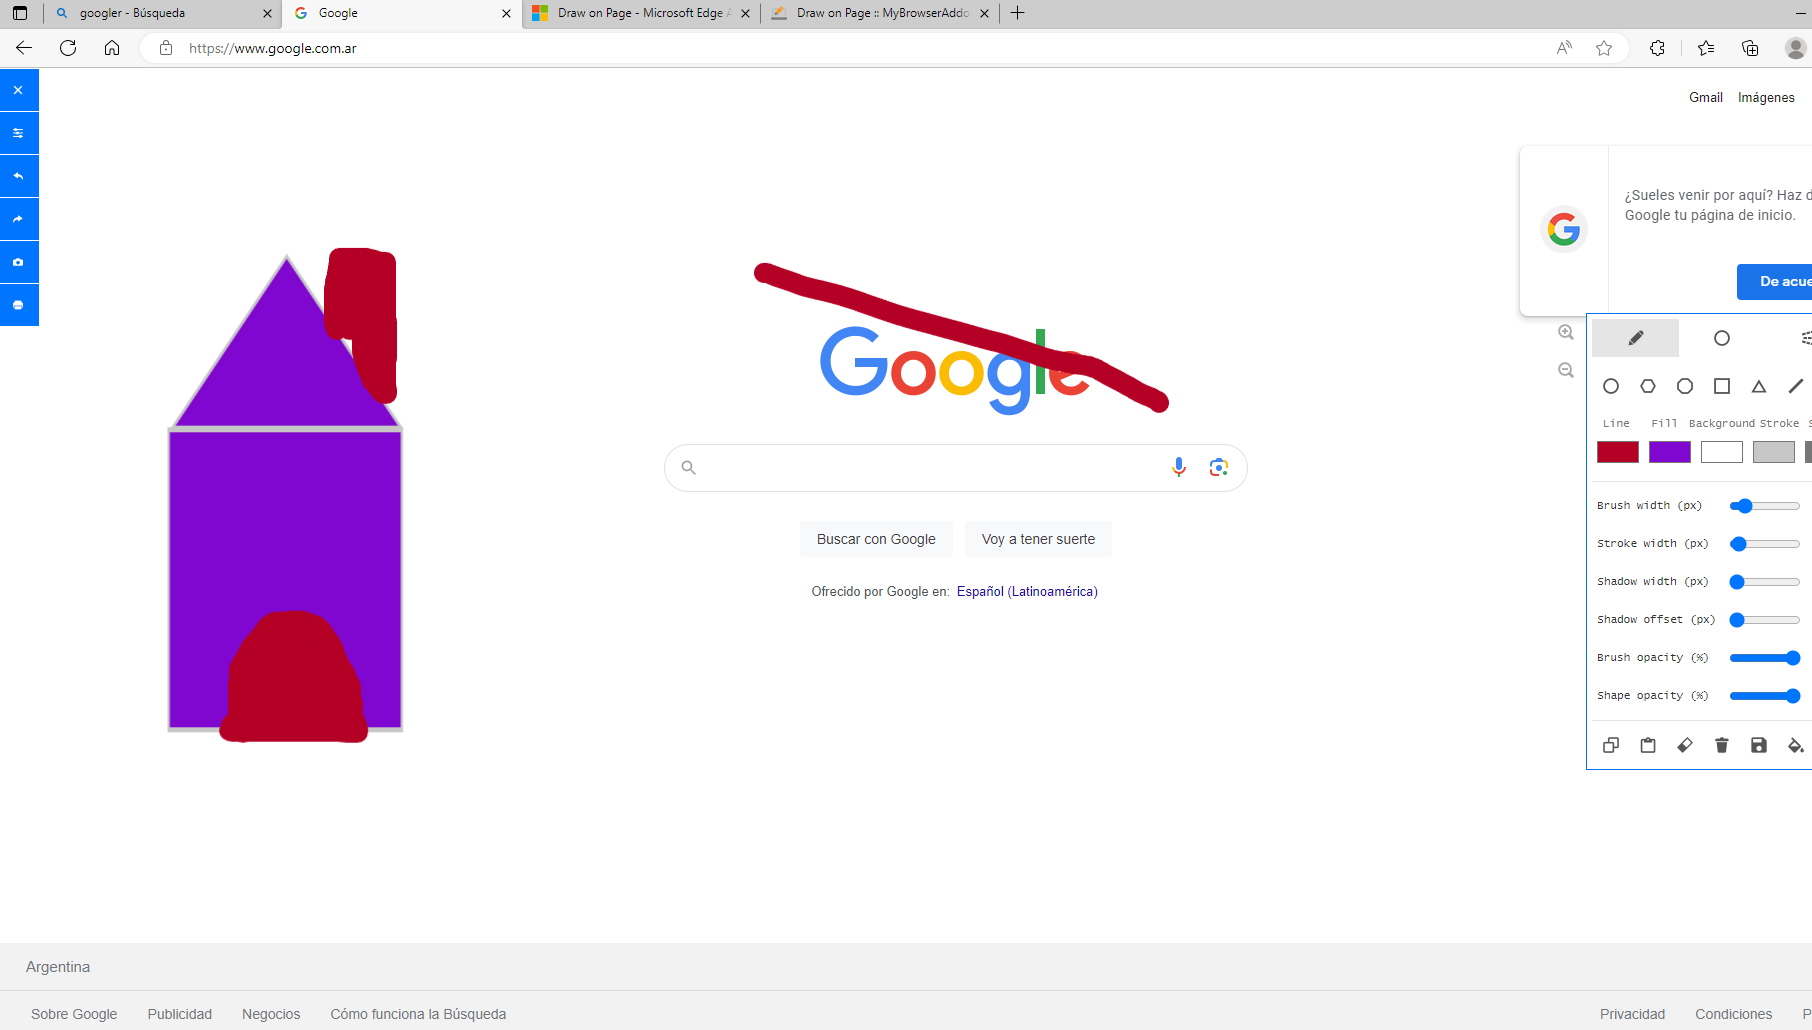 googler - Búsqueda
Google
Draw on Page - Microsoft Edge A
Draw on Page :: MyBrowserAddo
https://www.google.com.ar
Gmail Imágenes
¿Sueles venir por aquí? Haz d
Google tu página de inicio.
De acue
Google
Line Fill Background Stroke S
Brush width (px)
Stroke width (px)
Shadow width (px)
Shadow offset (px)
Brush opacity (%)
Shape opacity (%)
Buscar con Google Voy a tener suerte
Ofrecido por Google en: Español (Latinoamérica)
Argentina
Sobre Google Publicidad Negocios Cómo funciona la Búsqueda Privacidad Condiciones P